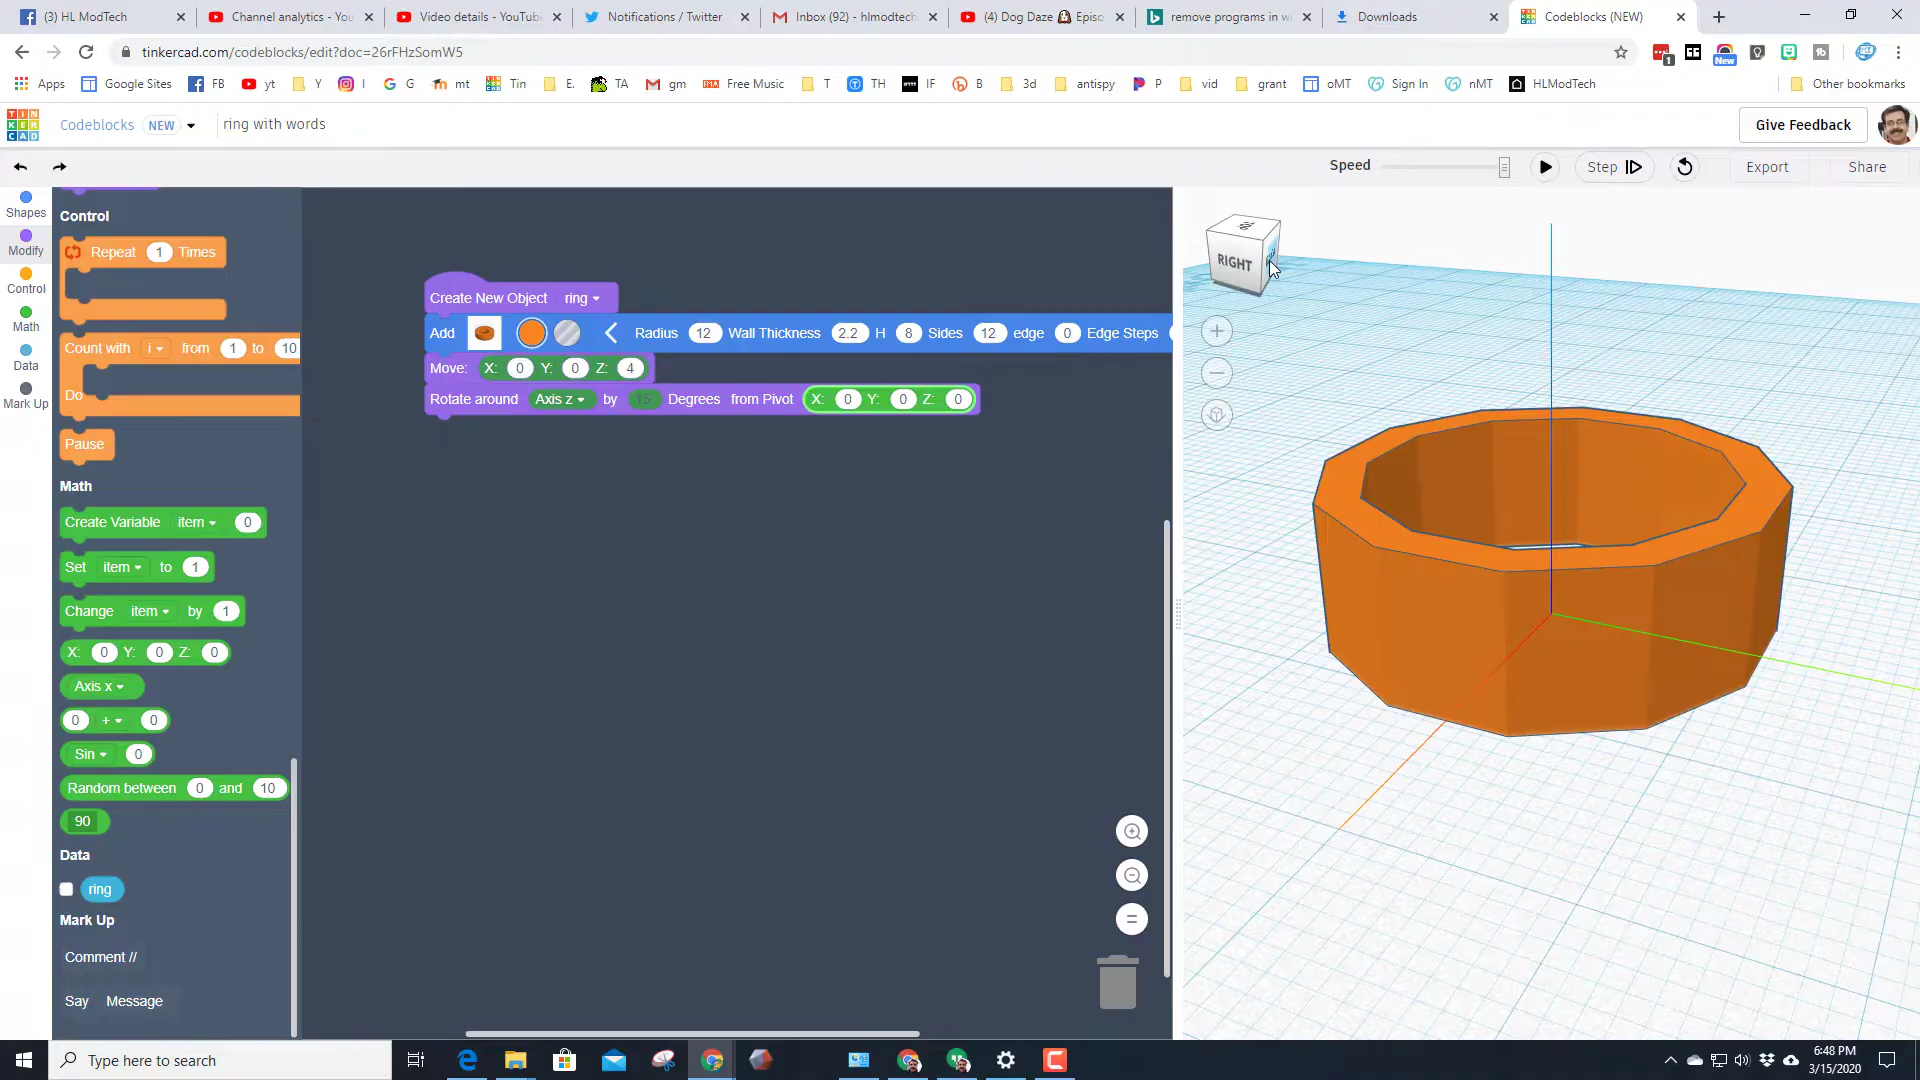 (3) HL ModTech
Channel analytics - You
Video details - YouTube
Notifications / Twitter
Inbox (92) - hlmodtech
(4) Dog Daze
remove programs in wi
Downloads
Codeblocks (NEW)
tinkercad.com/codeblocks/edit?doc=26rFHzSomW5
1
New
Apps
Google Sites
FB
yt
Y
I
G
mt
Tin
E.
TA
gm
Free Music
T
TH
IF
B
3d
antispy
P
vid
grant
oMT
Sign In
nMT
HLModTech
Other bookmarks
TIN
KER
CAD
Codeblocks NEW
ring with words
Give Feedback
Speed
Step
Export
Share
Shapes
Modify
Control
Math
Data
Mark Up
Control
Repeat 1 Times
Count with i from 1 to 10
Do
Pause
Math
Create Variable item 0
Set item to 1
Change item by 1
X: 0 Y: 0 Z: 0
Axis x
0 + 0
Sin 0
Random between 0 and 10
90
Data
ring
Mark Up
Comment //
Say Message
Create New Object ring
Add Radius 12 Wall Thickness 2.2 H 8 Sides 12 edge 0 Edge Steps
Move: X: 0 Y: 0 Z: 4
Rotate around Axis z by 15 Degrees from Pivot X: 0 Y: 0 Z: 0
RIGHT
Type here to search
6:48 PM
3/15/2020